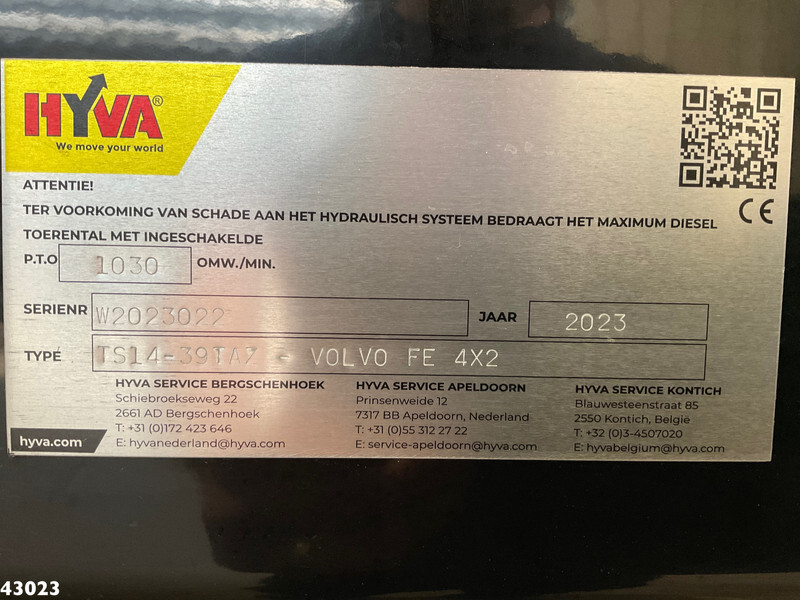 HYVA®
We move your world
ATTENTIE!
TER VOORKOMING VAN SCHADE AAN HET HYDRAULISCH SYSTEEM BEDRAAGT HET MAXIMUM DIESEL
CE
TOERENTAL MET INGESCHAKELDE
P.T.O 1030 OMW./MIN.
SERIENR W2023022 JAAR 2023
TYPE TS14-39TAZ - VOLVO FE 4X2
HYVA SERVICE BERGSCHENHOEK
Schiebroekseweg 22
2661 AD Bergschenhoek
T: +31 (0)172 423 646
E: hyvanederland@hyva.com
HYVA SERVICE APELDOORN
Prinsenweide 12
7317 BB Apeldoorn, Nederland
T: +31 (0)55 312 27 22
E: service-apeldoorn@hyva.com
HYVA SERVICE KONTICH
Blauwesteenstraat 85
2550 Kontich, België
T: +32 (0)3-4507020
E: hyvabelgium@hyva.com
hyva.com
43023